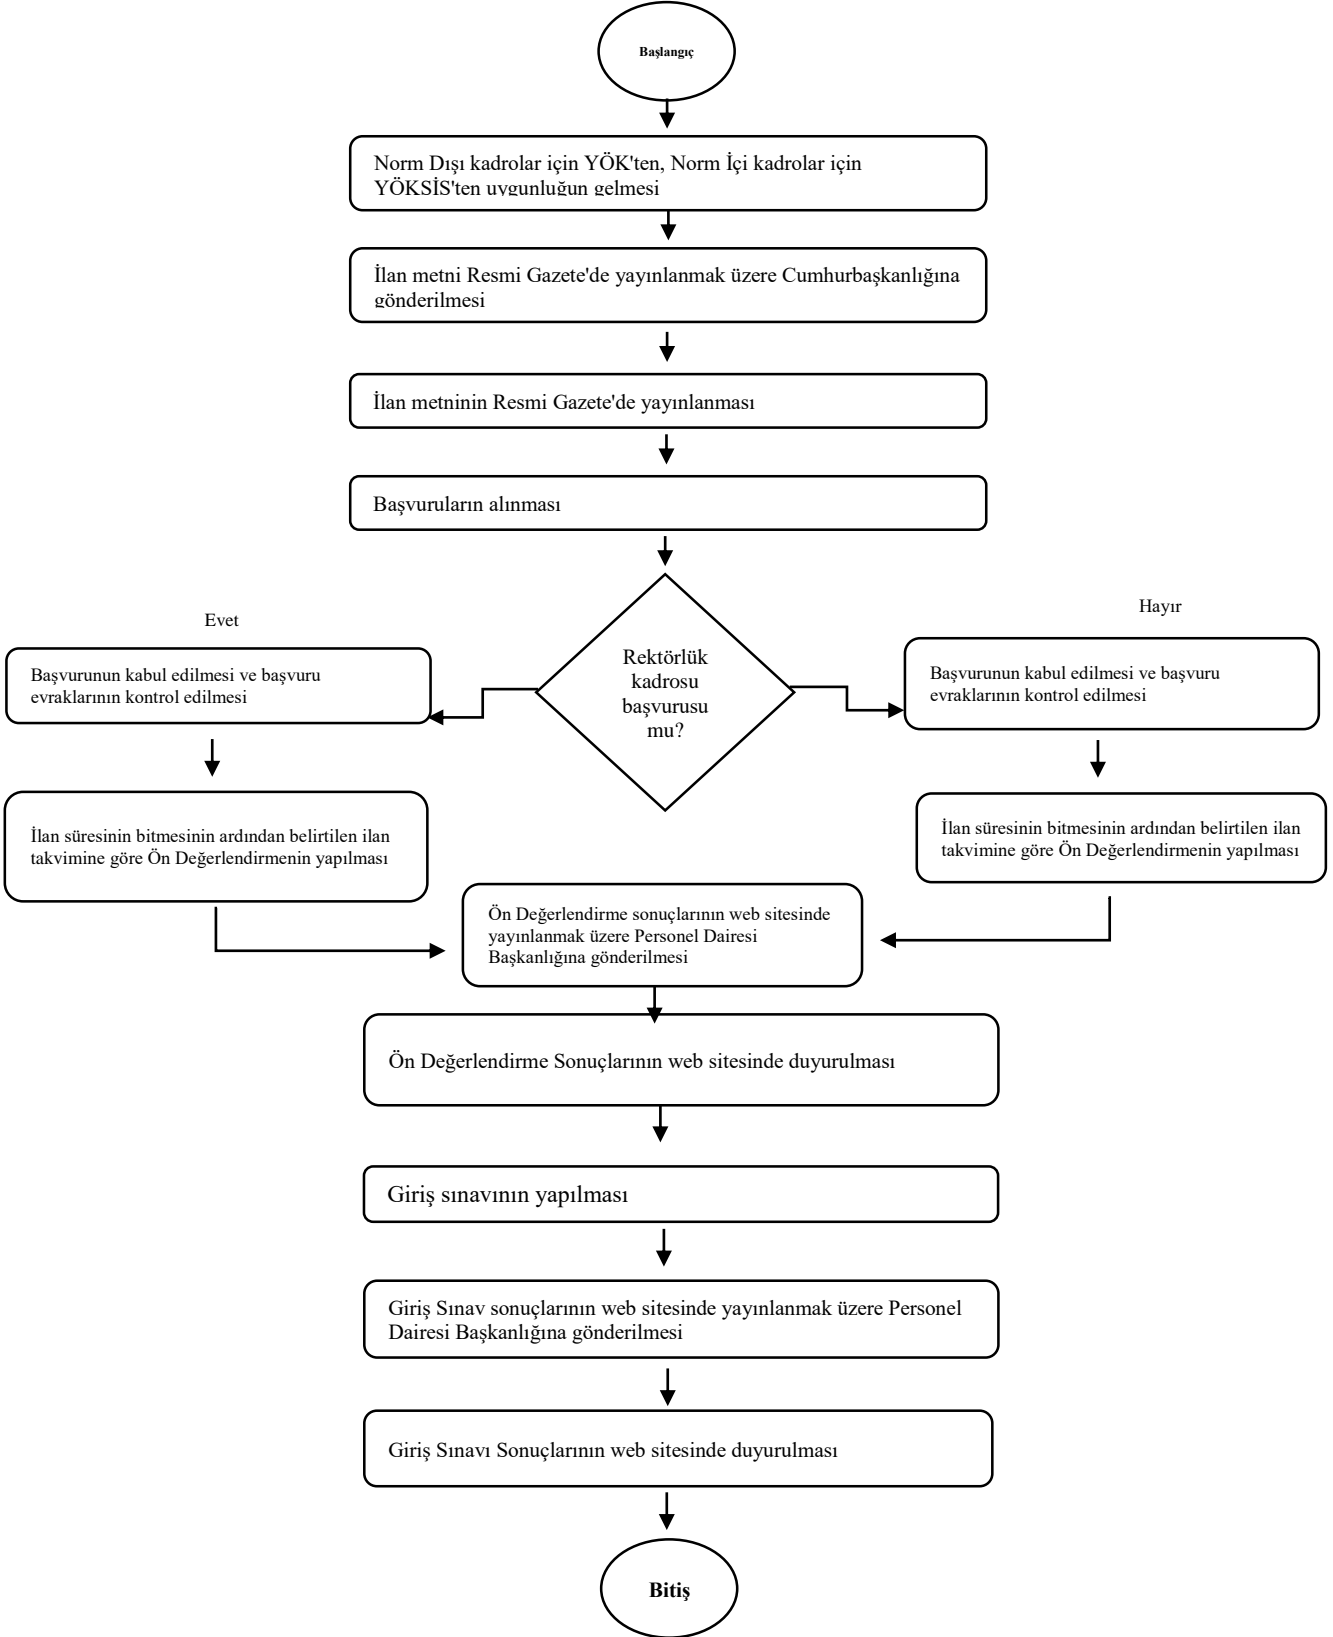 Başlangıç
Norm Dışı kadrolar için YÖK'ten, Norm İçi kadrolar için
YÖKSİS'ten uygunluğun gelmesi
İlan metni Resmi Gazete'de yayınlanmak üzere Cumhurbaşkanlığına
gönderilmesi
İlan metninin Resmi Gazete'de yayınlanması
Başvuruların alınması
Evet
Hayır
Rektörlük
kadrosu
başvurusu
mu?
Başvurunun kabul edilmesi ve başvuru
evraklarının kontrol edilmesi
Başvurunun kabul edilmesi ve başvuru
evraklarının kontrol edilmesi
İlan süresinin bitmesinin ardından belirtilen ilan
takvimine göre Ön Değerlendirmenin yapılması
İlan süresinin bitmesinin ardından belirtilen ilan
takvimine göre Ön Değerlendirmenin yapılması
Ön Değerlendirme sonuçlarının web sitesinde
yayınlanmak üzere Personel Dairesi
Başkanlığına gönderilmesi
Ön Değerlendirme Sonuçlarının web sitesinde duyurulması
Giriş sınavının yapılması
Giriş Sınav sonuçlarının web sitesinde yayınlanmak üzere Personel
Dairesi Başkanlığına gönderilmesi
Giriş Sınavı Sonuçlarının web sitesinde duyurulması
Bitiş